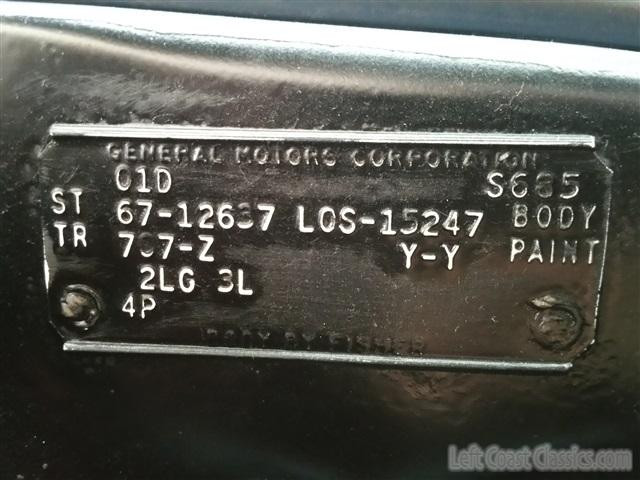 GENERAL MOTORS CORPORATION
01D S685
ST 67-12637 LOS-15247 BODY
TR 707-Z Y-Y PAINT
2LG 3L
4P
BODY BY FISHER
Left Coast Classics.com